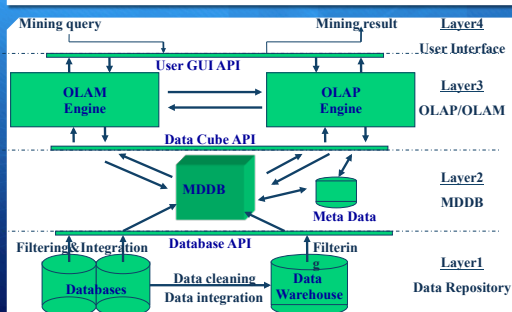 Mining query
Mining result
Layer4
User Interface
User GUI API
OLAM
Engine
OLAP
Engine
Layer3
OLAP/OLAM
Data Cube API
MDDB
Meta Data
Layer2
MDDB
Filtering&Integration
Database API
Filterin
g
Layer1
Data Repository
Databases
Data cleaning
Data integration
Data
Warehouse